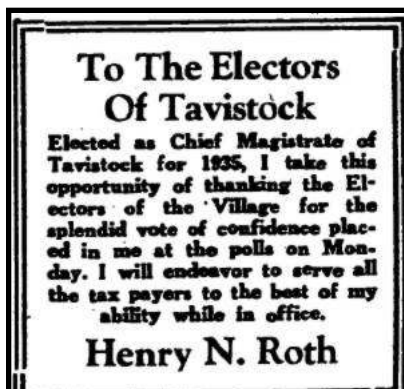 To The Electors
Of Tavistock
Elected as Chief Magistrate of
Tavistock for 1935, I take this
opportunity of thanking the El-
ectors of the Village for the
splendid vote of confidence plac-
ed in me at the polls on Mon-
day. I will endeavor to serve all
the tax payers to the best of my
ability while in office.
Henry N. Roth